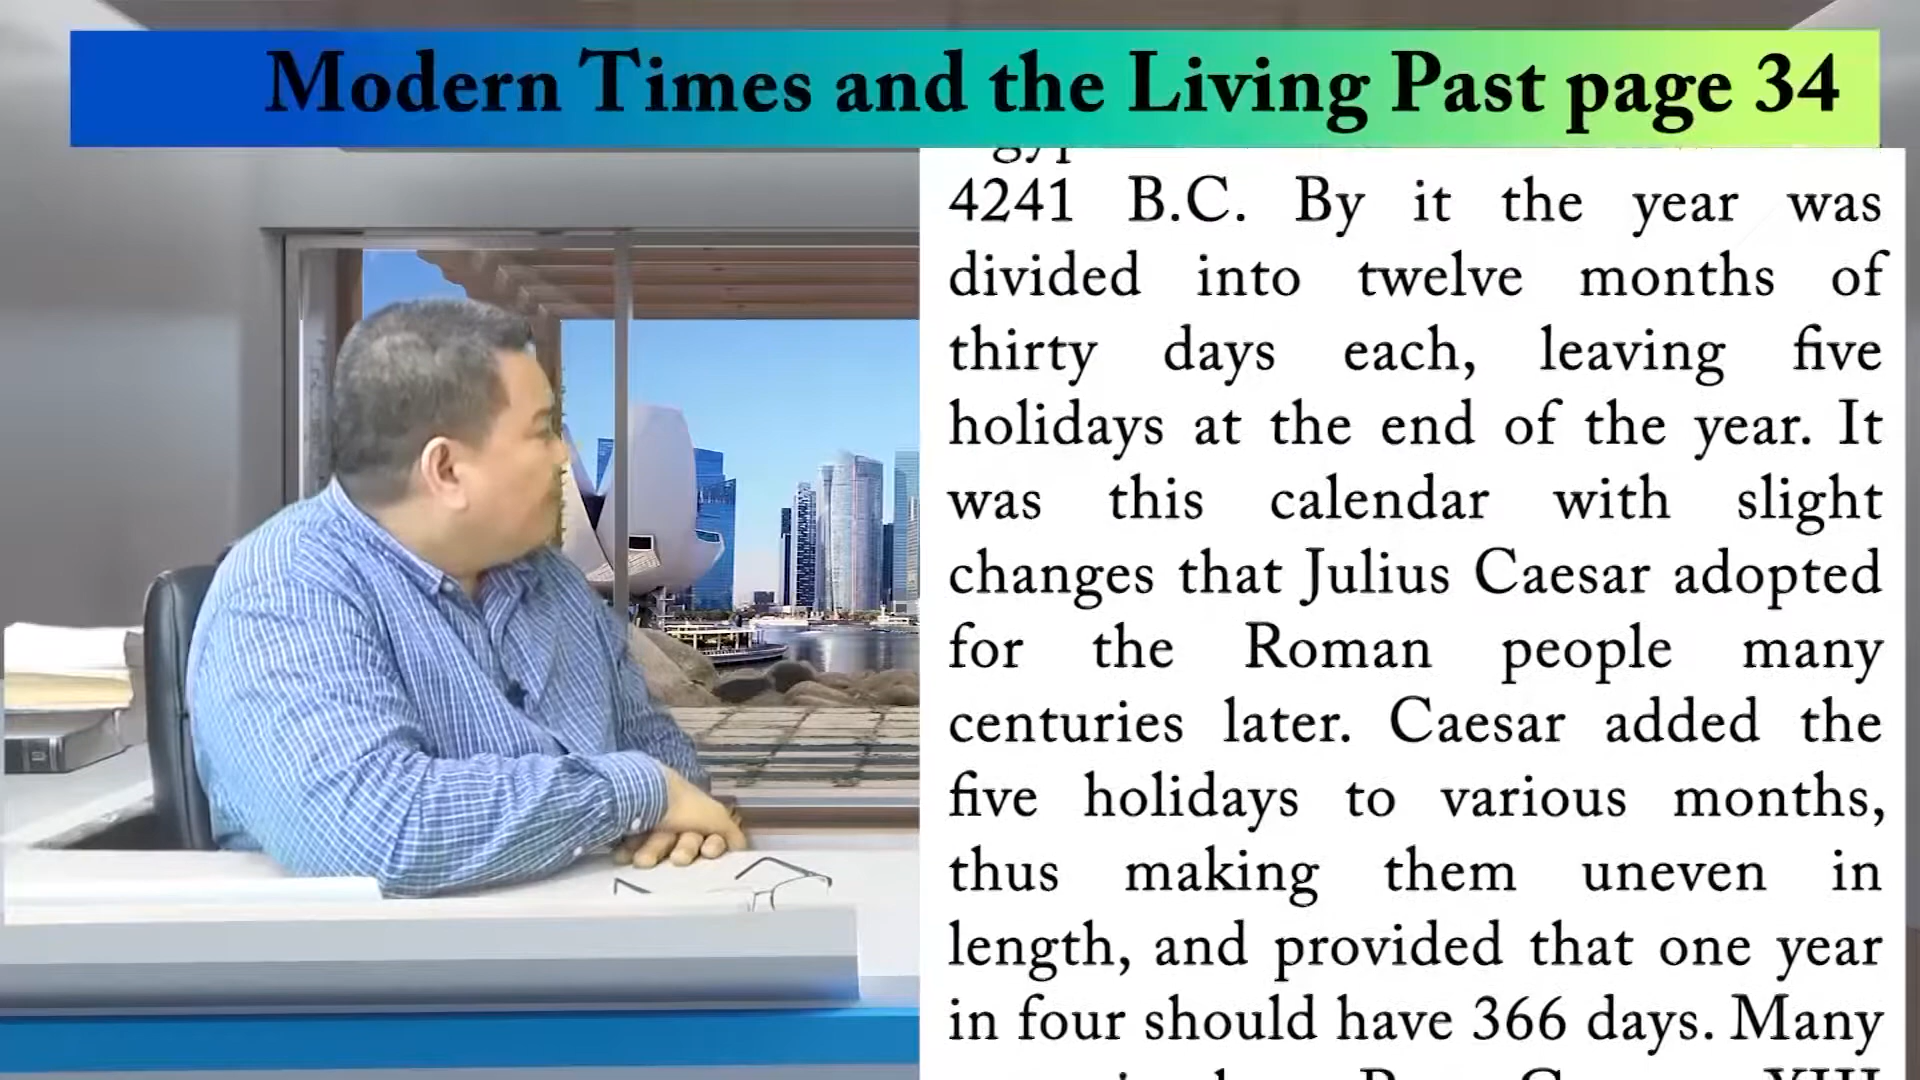 Modern Times and the Living Past page 34
4241 B.C. By it the year was
divided into twelve months of
thirty days each, leaving five
holidays at the end of the year. It
was this calendar with slight
changes that Julius Caesar adopted
for the Roman people many
centuries later. Caesar added the
five holidays to various months,
thus making them uneven in
length, and provided that one year
in four should have 366 days. Many